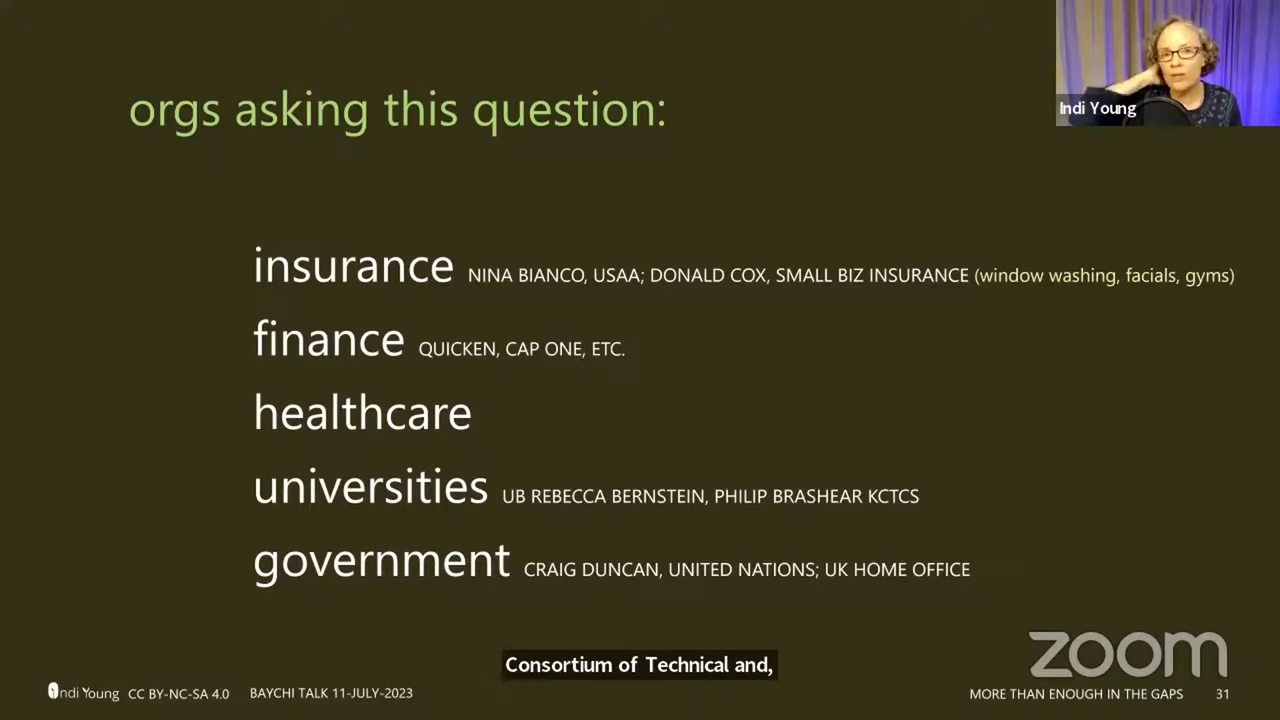 orgs asking this question:
Indi Young
insurance NINA BIANCO, USAA; DONALD COX, SMALL BIZ INSURANCE (window washing, facials, gyms)
finance QUICKEN, CAP ONE, ETC.
healthcare
universities UB REBECCA BERNSTEIN, PHILIP BRASHEAR KCTCS
government CRAIG DUNCAN, UNITED NATIONS; UK HOME OFFICE
Consortium of Technical and,
zoom
Indi Young CC BY-NC-SA 4.0 BAYCHI TALK 11-JULY-2023 MORE THAN ENOUGH IN THE GAPS 31